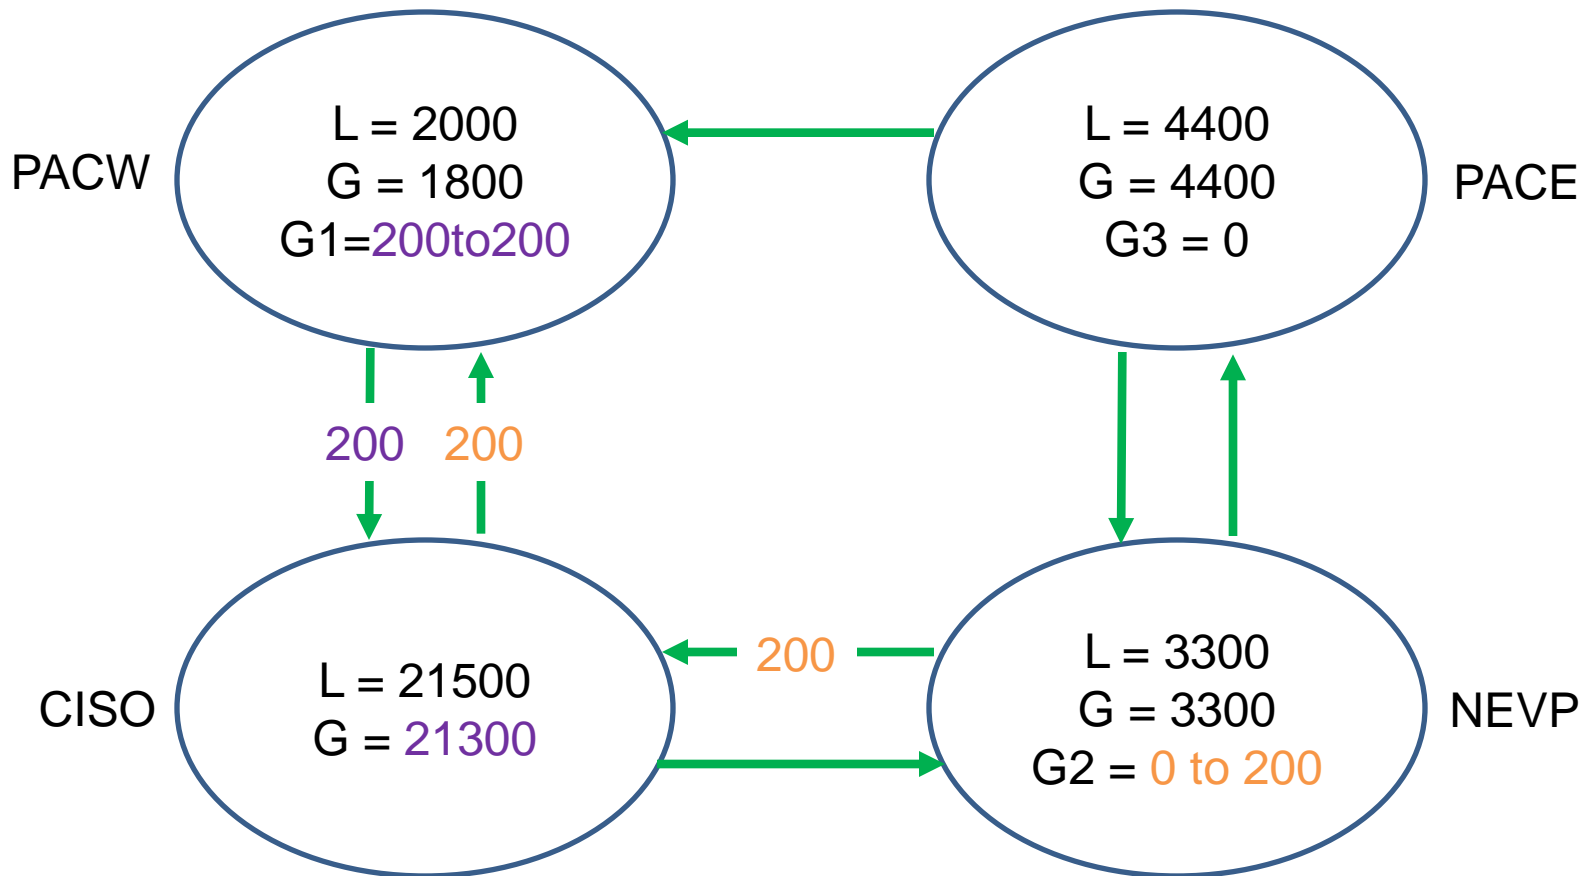 PACW
L = 2000
G = 1800
G1=200to200
L = 4400
G = 4400
G3 = 0
PACE
200
200
CISO
L = 21500
G = 21300
200
L = 3300
G = 3300
G2 = 0 to 200
NEVP